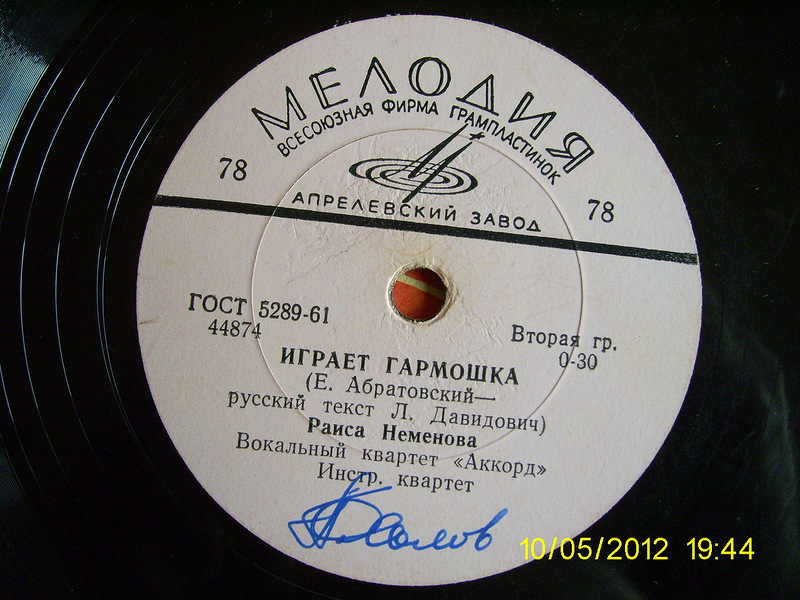 МЕЛОДИЯ
ВСЕСОЮЗНАЯ ФИРМА ГРАМПЛАСТИНОК
78 78
АПРЕЛЕВСКИЙ ЗАВОД
ГОСТ 5289-61
44874
Вторая гр.
0-30
ИГРАЕТ ГАРМОШКА
(Е. Абратовский—
русский текст Л. Давидович)
Раиса Неменова
Вокальный квартет «Аккорд»
Инстр. квартет
10/05/2012 19:44